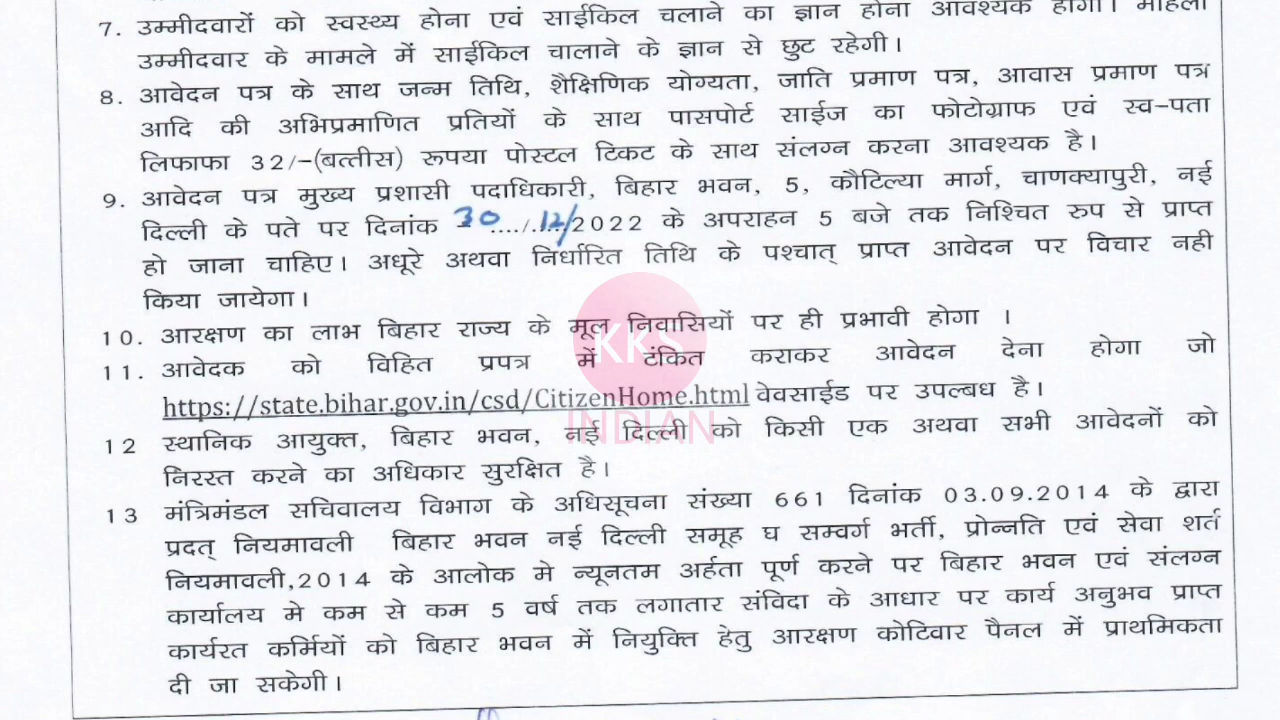 7. उम्मीदवारों को स्वस्थ्य होना एवं साईकिल चलाने का ज्ञान होना आवश्यक होगा। महिला
उम्मीदवार के मामले में साईकिल चालाने के ज्ञान से छुट रहेगी।
8. आवेदन पत्र के साथ जन्म तिथि, शैक्षिणिक योग्यता, जाति प्रमाण पत्र, आवास प्रमाण पत्र
आदि की अभिप्रमाणित प्रतियों के साथ पासपोर्ट साईज का फोटोग्राफ एवं स्व-पता
लिफाफा 32/-(बत्तीस) रूपया पोस्टल टिकट के साथ संलग्न करना आवश्यक है।
9. आवेदन पत्र मुख्य प्रशासी पदाधिकारी, बिहार भवन, 5, कौटिल्या मार्ग, चाणक्यापुरी, नई
दिल्ली के पते पर दिनांक 30..../12/2022 के अपराहन 5 बजे तक निश्चित रुप से प्राप्त
हो जाना चाहिए। अधूरे अथवा निर्धारित तिथि के पश्चात् प्राप्त आवेदन पर विचार नही
किया जायेगा।
10. आरक्षण का लाभ बिहार राज्य के मूल निवासियों पर ही प्रभावी होगा ।
11. आवेदक को विहित प्रपत्र में टंकित कराकर आवेदन देना होगा जो
https://state.bihar.gov.in/csd/CitizenHome.html वेवसाईड पर उपल्बध है।
12 स्थानिक आयुक्त, बिहार भवन, नई दिल्ली को किसी एक अथवा सभी आवेदनों को
निरस्त करने का अधिकार सुरक्षित है।
13 मंत्रिमंडल सचिवालय विभाग के अधिसूचना संख्या 661 दिनांक 03.09.2014 के द्वारा
प्रदत् नियमावली बिहार भवन नई दिल्ली समूह घ सम्वर्ग भर्ती, प्रोन्नति एवं सेवा शर्त
नियमावली,2014 के आलोक मे न्यूनतम अर्हता पूर्ण करने पर बिहार भवन एवं संलग्न
कार्यालय मे कम से कम 5 वर्ष तक लगातार संविदा के आधार पर कार्य अनुभव प्राप्त
कार्यरत कर्मियों को बिहार भवन में नियुक्ति हेतु आरक्षण कोटिवार पैनल में प्राथमिकता
दी जा सकेगी।
KKS
INDIAN